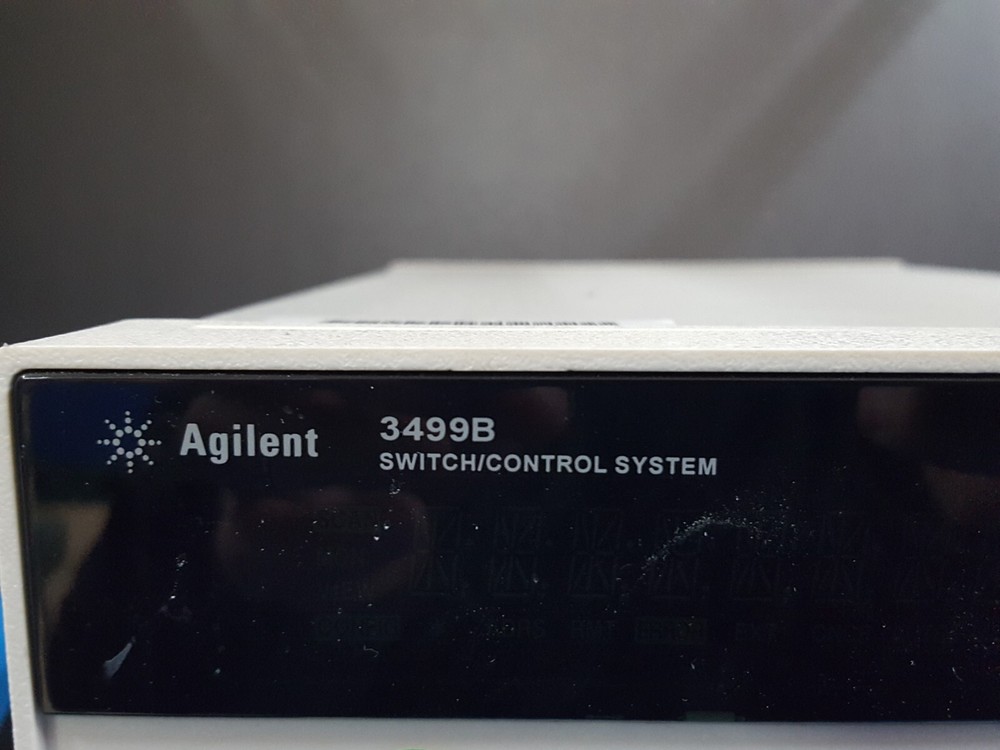 Agilent
3499B
SWITCH/CONTROL SYSTEM